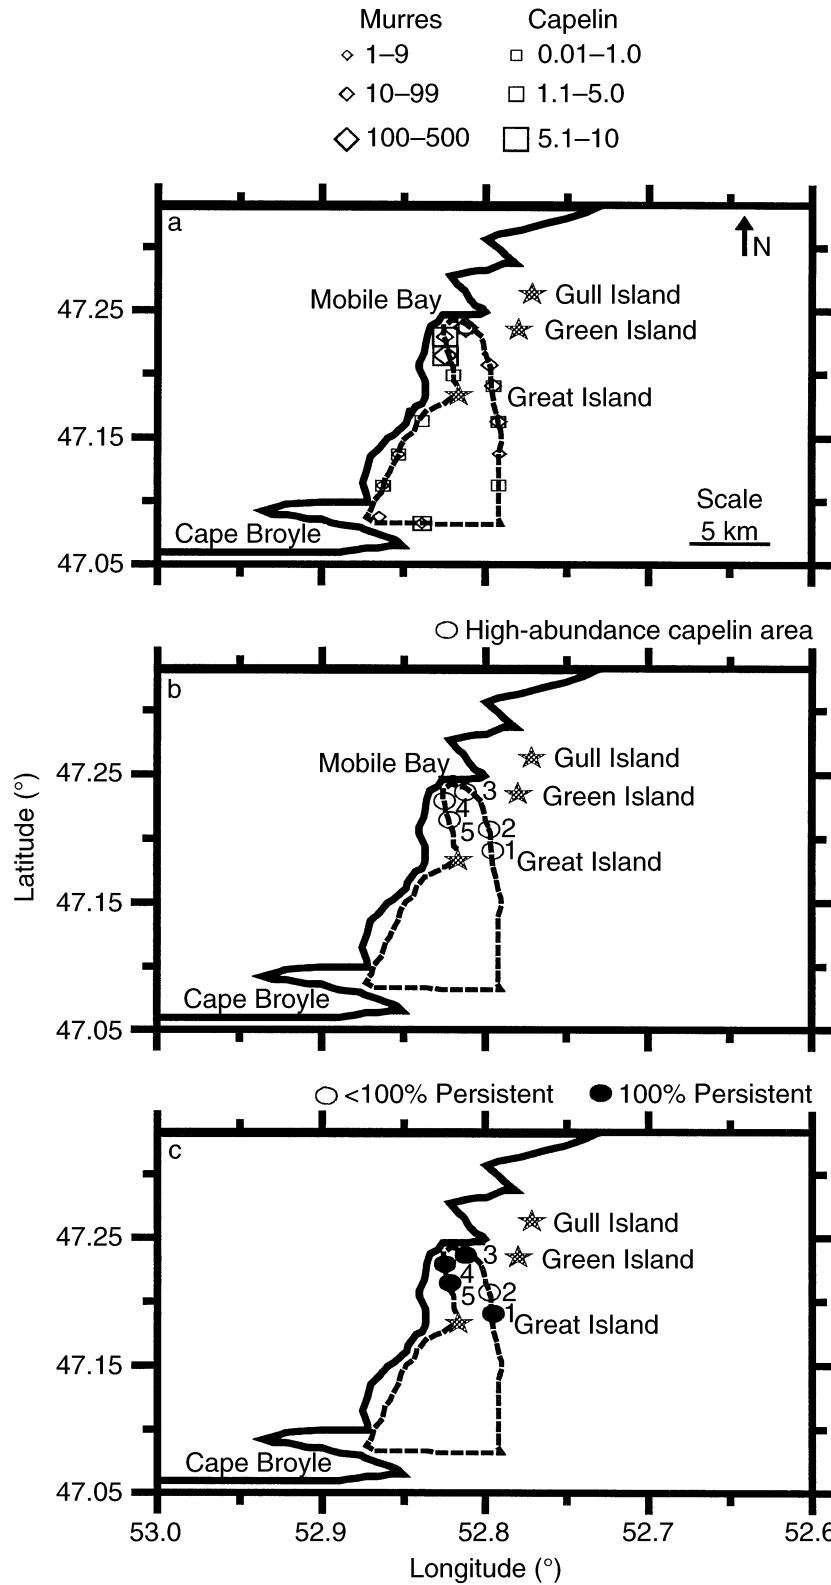 Murres Capelin
1–9 0.01–1.0
10–99 1.1–5.0
100–500 5.1–10
a
N
Mobile Bay
Gull Island
47.25
Green Island
Great Island
47.15
Scale
5 km
Cape Broyle
47.05
High-abundance capelin area
b
Gull Island
Mobile Bay
47.25
3
Green Island
4
5
2
1
Great Island
Latitude (°)
47.15
Cape Broyle
47.05
<100% Persistent 100% Persistent
c
Gull Island
47.25
3
Green Island
4
5
2
1
Great Island
47.15
Cape Broyle
47.05
53.0 52.9 52.8 52.7 52.6
Longitude (°)